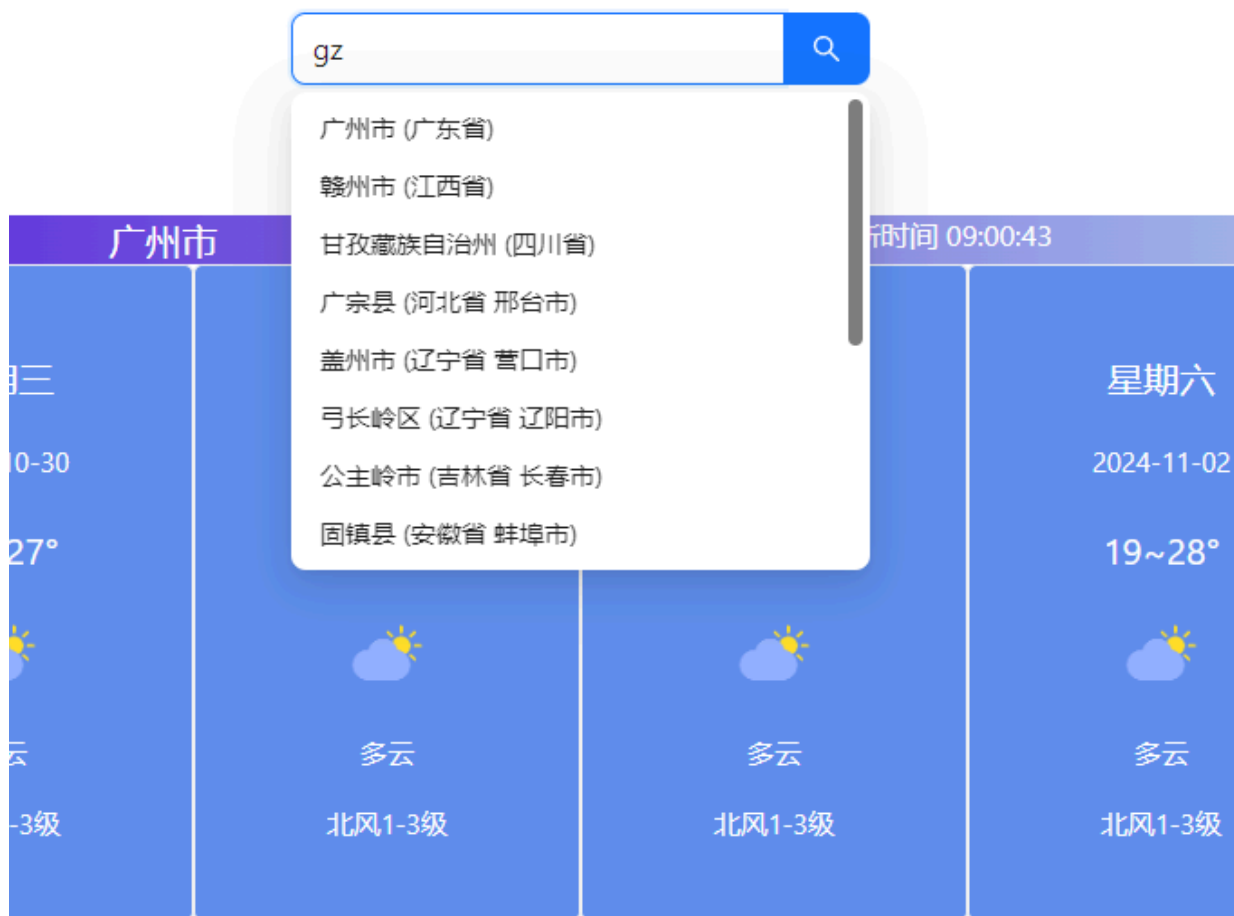 gz
广州市 (广东省)
赣州市 (江西省)
甘孜藏族自治州 (四川省)
广宗县 (河北省 邢台市)
盖州市 (辽宁省 营口市)
弓长岭区 (辽宁省 辽阳市)
公主岭市 (吉林省 长春市)
固镇县 (安徽省 蚌埠市)
广州市
时间 09:00:43
三
0-30
27°
云
-3级
多云
北风1-3级
多云
北风1-3级
星期六
2024-11-02
19~28°
多云
北风1-3级